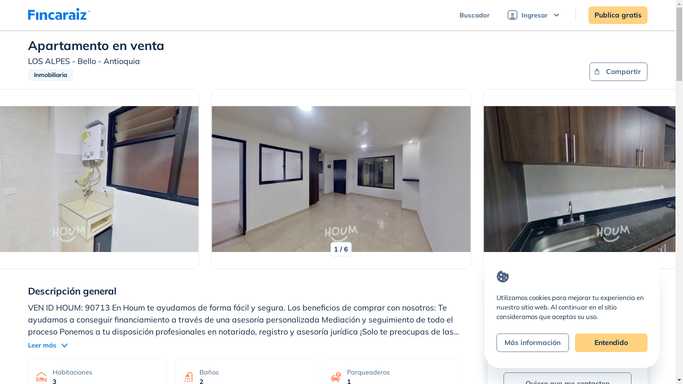 Fincaraiz
Buscador
Ingresar
Publica gratis
Apartamento en venta
LOS ALPES - Bello - Antioquia
Inmobiliaria
Compartir
HOUM
HOUM
HOUM
1 / 6
Descripción general
VEN ID HOUM: 90713 En Houm te ayudamos de forma fácil y segura. Los beneficios de comprar con nosotros: Te
ayudamos a conseguir financiamiento a través de una asesoría personalizada Mediación y seguimiento de todo el
proceso Ponemos a tu disposición profesionales en notariado, registro y asesoría jurídica ¡Solo te preocupas de las...
Leer más
Habitaciones
3
Baños
2
Parqueaderos
1
Utilizamos cookies para mejorar tu experiencia en
nuestro sitio web. Al continuar en el sitio
consideramos que aceptas su uso.
Más información
Entendido
Quiero que me contacten